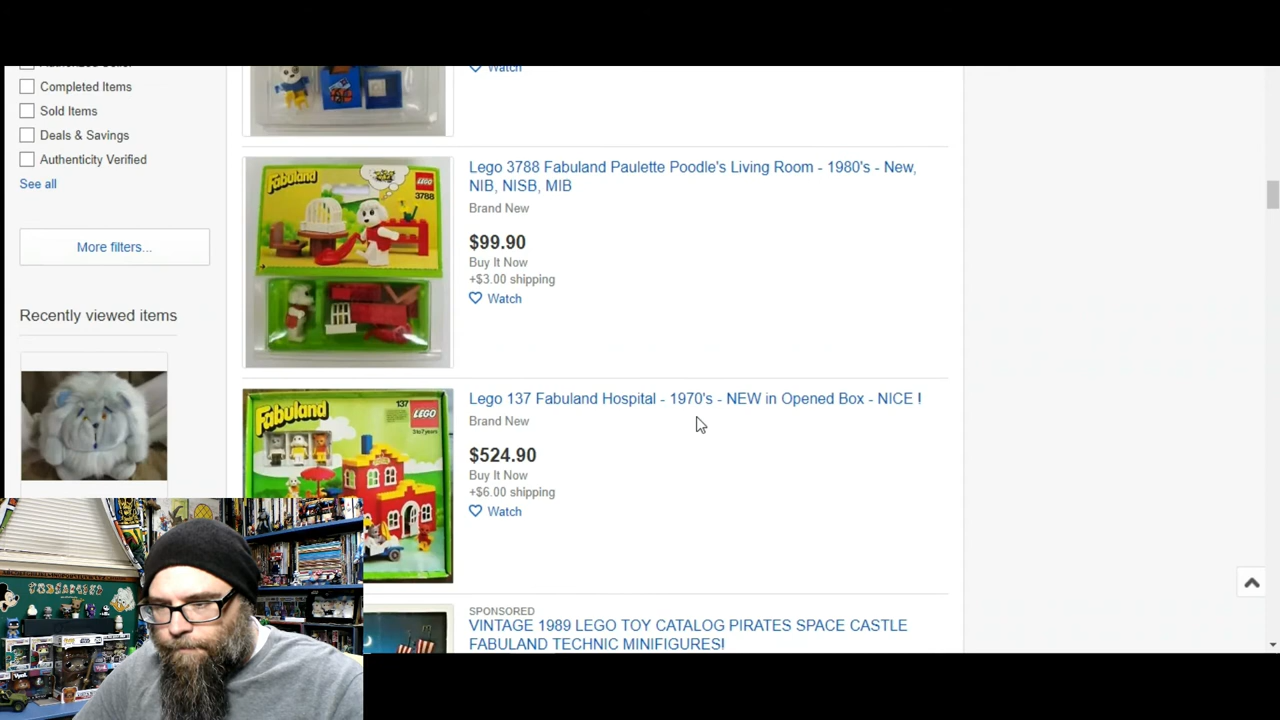 Completed Items
Sold Items
Deals & Savings
Authenticity Verified
See all
More filters...
Recently viewed items
Watch
Fabuland
LEGO
3788
Lego 3788 Fabuland Paulette Poodle's Living Room - 1980's - New,
NIB, NISB, MIB
Brand New
$99.90
Buy It Now
+$3.00 shipping
Watch
Fabuland
137
LEGO
3 to 7 years
Lego 137 Fabuland Hospital - 1970's - NEW in Opened Box - NICE !
Brand New
$524.90
Buy It Now
+$6.00 shipping
Watch
SPONSORED
VINTAGE 1989 LEGO TOY CATALOG PIRATES SPACE CASTLE
FABULAND TECHNIC MINIFIGURES!